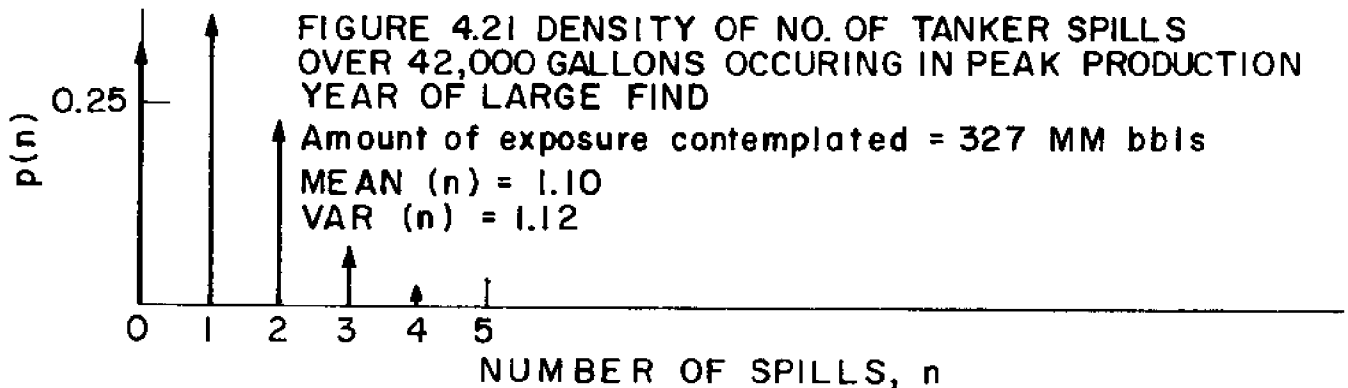 FIGURE 4.21 DENSITY OF NO. OF TANKER SPILLS
OVER 42,000 GALLONS OCCURING IN PEAK PRODUCTION
YEAR OF LARGE FIND
0.25
p(n)
Amount of exposure contemplated = 327 MM bbls
MEAN (n) = 1.10
VAR (n) = 1.12
0 1 2 3 4 5
NUMBER OF SPILLS, n